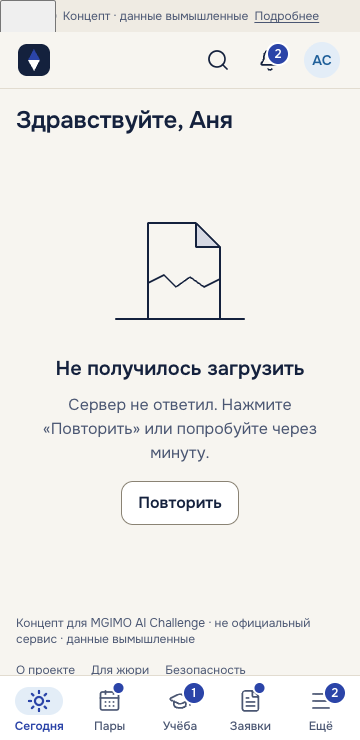 Концепт · данные вымышленные Подробнее
2
АС
Здравствуйте, Аня
Не получилось загрузить
Сервер не ответил. Нажмите
«Повторить» или попробуйте через
минуту.
Повторить
Концепт для MGIMO AI Challenge · не официальный
сервис · данные вымышленные
О проекте Для жюри Безопасность
1 2
Сегодня Пары Учёба Заявки Ещё